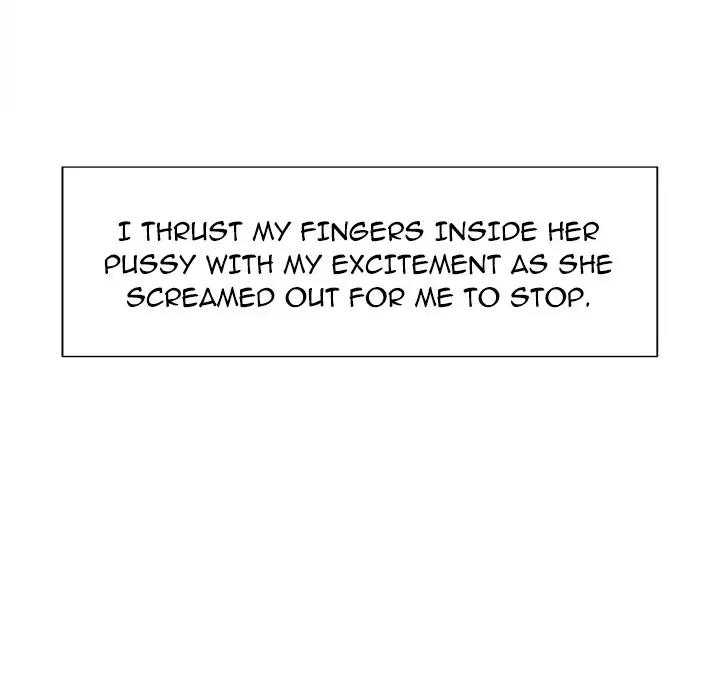 I THRUST MY FINGERS INSIDE HER
PUSSY WITH MY EXCITEMENT AS SHE
SCREAMED OUT FOR ME TO STOP.